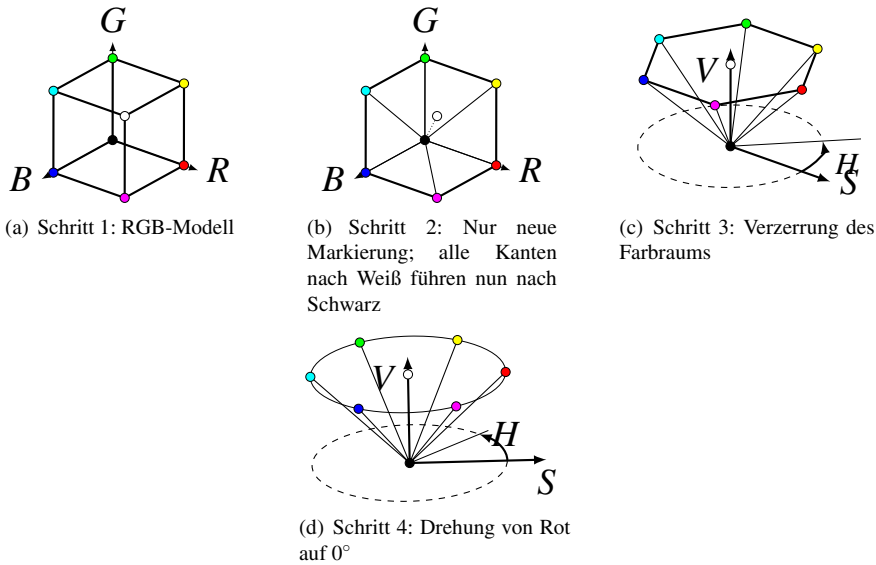 G
B
R
(a) Schritt 1: RGB-Modell
G
B
R
(b) Schritt 2: Nur neue
Markierung; alle Kanten
nach Weiß führen nun nach
Schwarz
V
H
S
(c) Schritt 3: Verzerrung des
Farbraums
V
H
S
(d) Schritt 4: Drehung von Rot
auf 0°